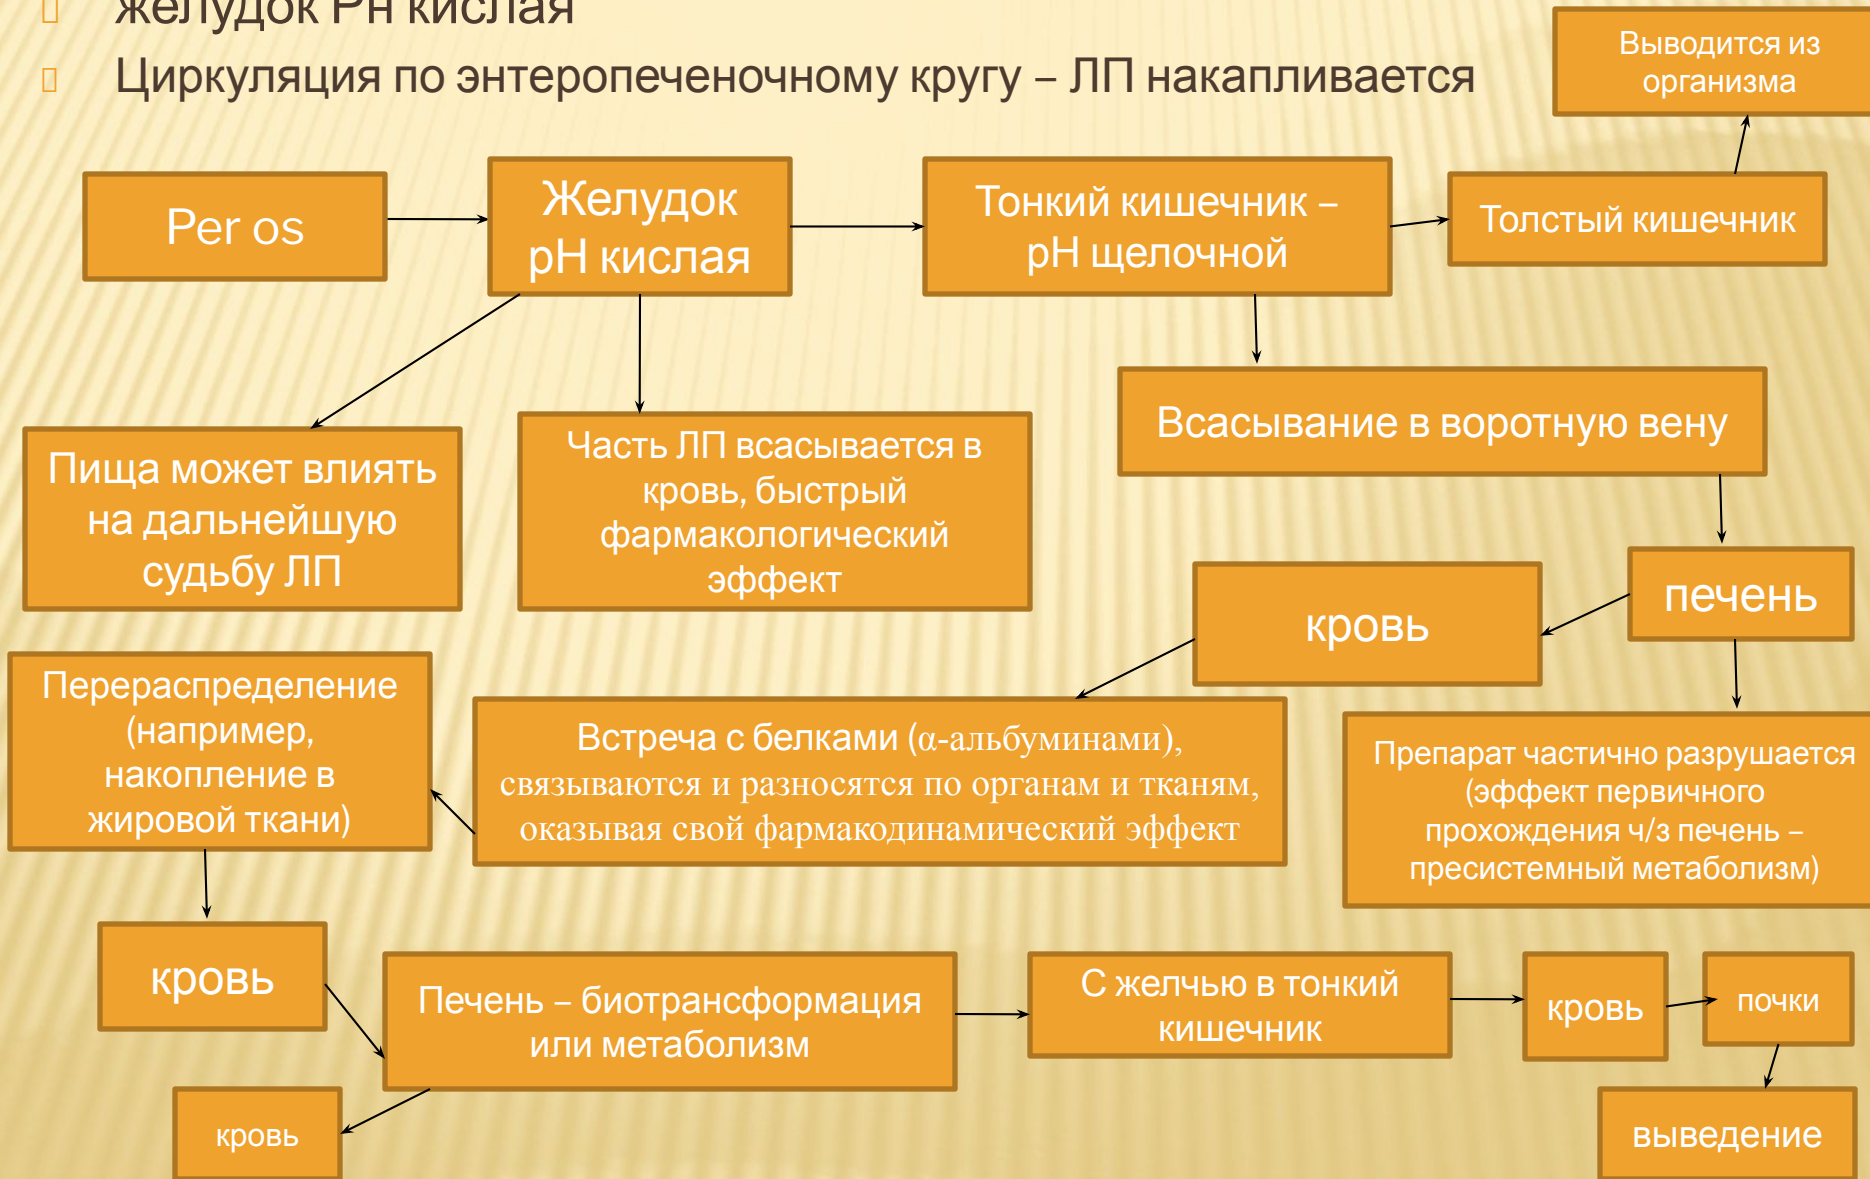 желудок Рн кислая
Циркуляция по энтеропеченочному кругу – ЛП накапливается
Выводится из
организма
Per os
Желудок
pH кислая
Тонкий кишечник –
pH щелочной
Толстый кишечник
Пища может влиять
на дальнейшую
судьбу ЛП
Часть ЛП всасывается в
кровь, быстрый
фармакологический
эффект
Всасывание в воротную вену
печень
кровь
Перераспределение
(например,
накопление в
жировой ткани)
Встреча с белками (α-альбуминами),
связываются и разносятся по органам и тканям,
оказывая свой фармакодинамический эффект
Препарат частично разрушается
(эффект первичного
прохождения ч/з печень –
пресистемный метаболизм)
кровь
Печень – биотрансформация
или метаболизм
С желчью в тонкий
кишечник
кровь
почки
кровь
выведение